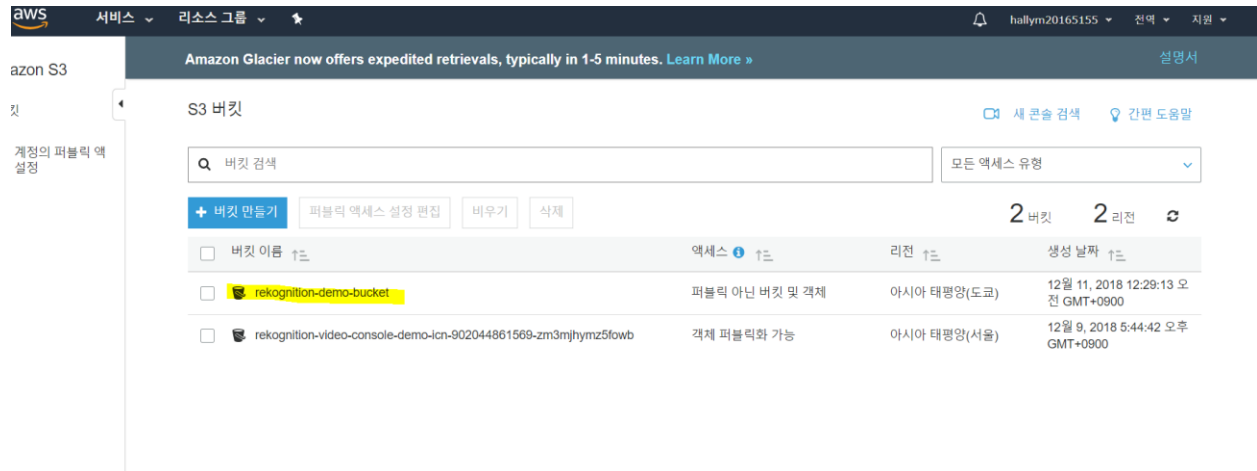 aws 서비스 리소스 그룹 hallym20165155 전역 지원
Amazon Glacier now offers expedited retrievals, typically in 1-5 minutes. Learn More » 설명서
azon S3
킷
계정의 퍼블릭 액
설정
S3 버킷 새 콘솔 검색 간편 도움말
버킷 검색 모든 액세스 유형
+ 버킷 만들기 퍼블릭 액세스 설정 편집 비우기 삭제 2 버킷 2 리전
버킷 이름 액세스 리전 생성 날짜
rekognition-demo-bucket 퍼블릭 아닌 버킷 및 객체 아시아 태평양(도쿄) 12월 11, 2018 12:29:13 오
전 GMT+0900
rekognition-video-console-demo-icn-902044861569-zm3mjhymz5fowb 객체 퍼블릭화 가능 아시아 태평양(서울) 12월 9, 2018 5:44:42 오후
GMT+0900